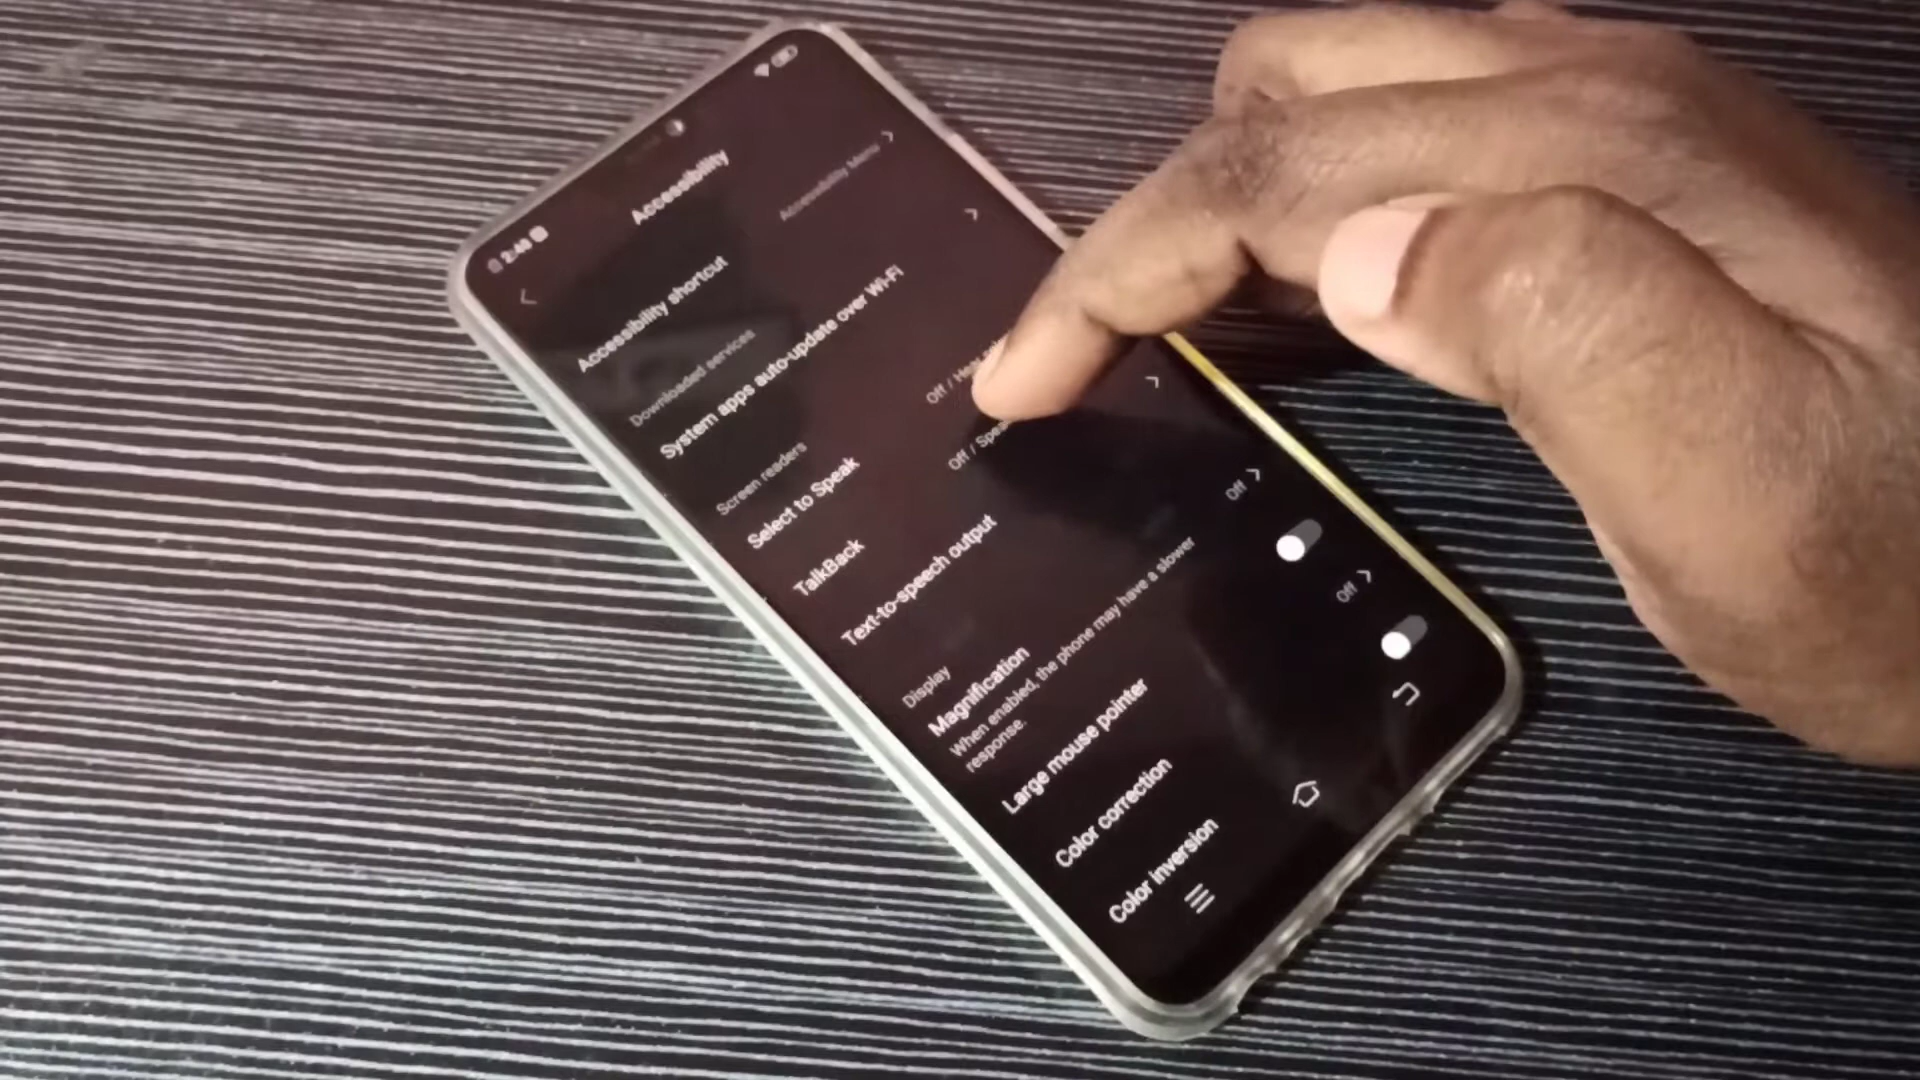 2:48
Accessibility
Accessibility shortcut
Accessibility Menu
Downloaded services
System apps auto-update over Wi-Fi
Screen readers
Select to Speak
Off /
TalkBack
Off /
Text-to-speech output
Display
Magnification
Off
When enabled, the phone may have a slower
response.
Large mouse pointer
Color correction
Off
Color inversion